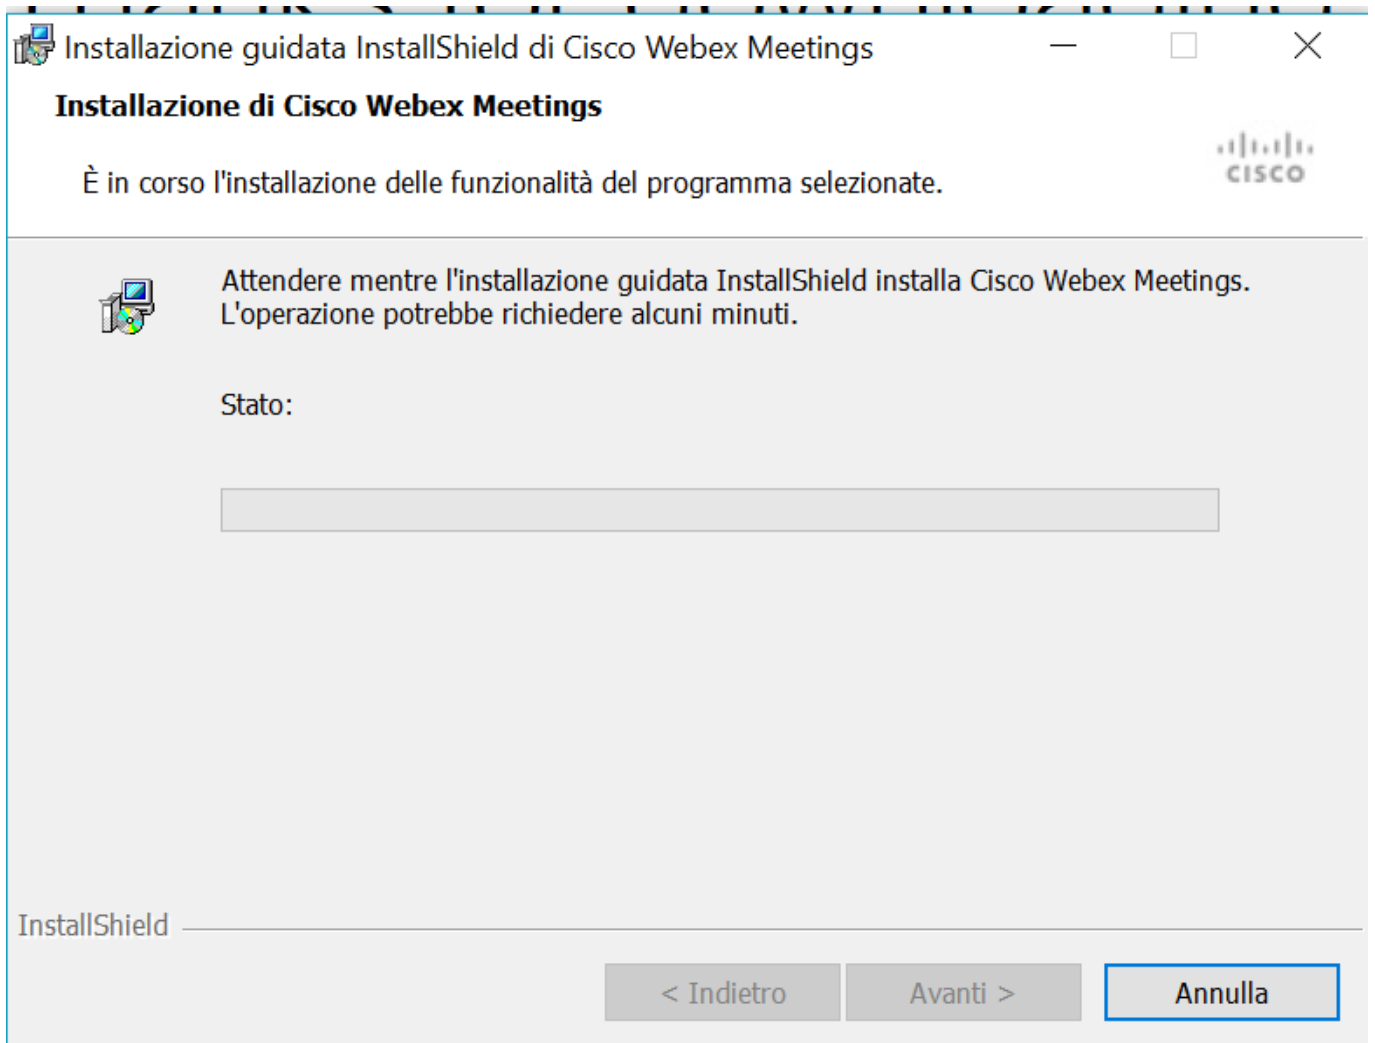 Installazione guidata InstallShield di Cisco Webex Meetings
Installazione di Cisco Webex Meetings
CISCO
È in corso l'installazione delle funzionalità del programma selezionate.
Attendere mentre l'installazione guidata InstallShield installa Cisco Webex Meetings.
L'operazione potrebbe richiedere alcuni minuti.
Stato:
InstallShield
< Indietro
Avanti >
Annulla